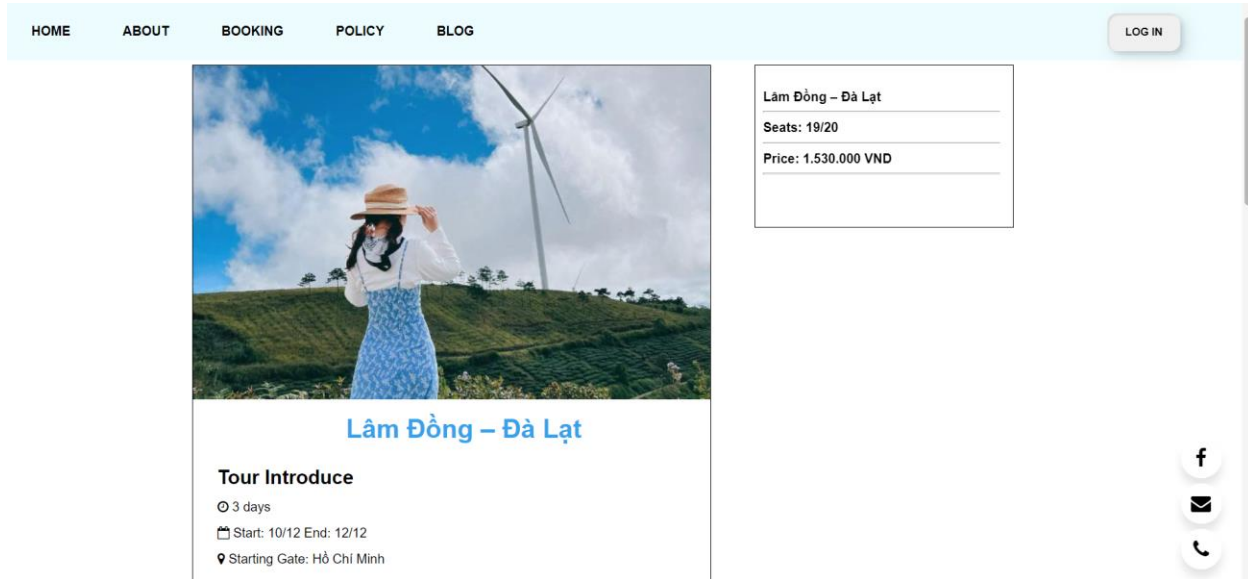 HOME ABOUT BOOKING POLICY BLOG LOG IN
Lâm Đồng – Đà Lạt
Seats: 19/20
Price: 1.530.000 VND
Lâm Đồng – Đà Lạt
Tour Introduce
3 days
Start: 10/12 End: 12/12
Starting Gate: Hồ Chí Minh